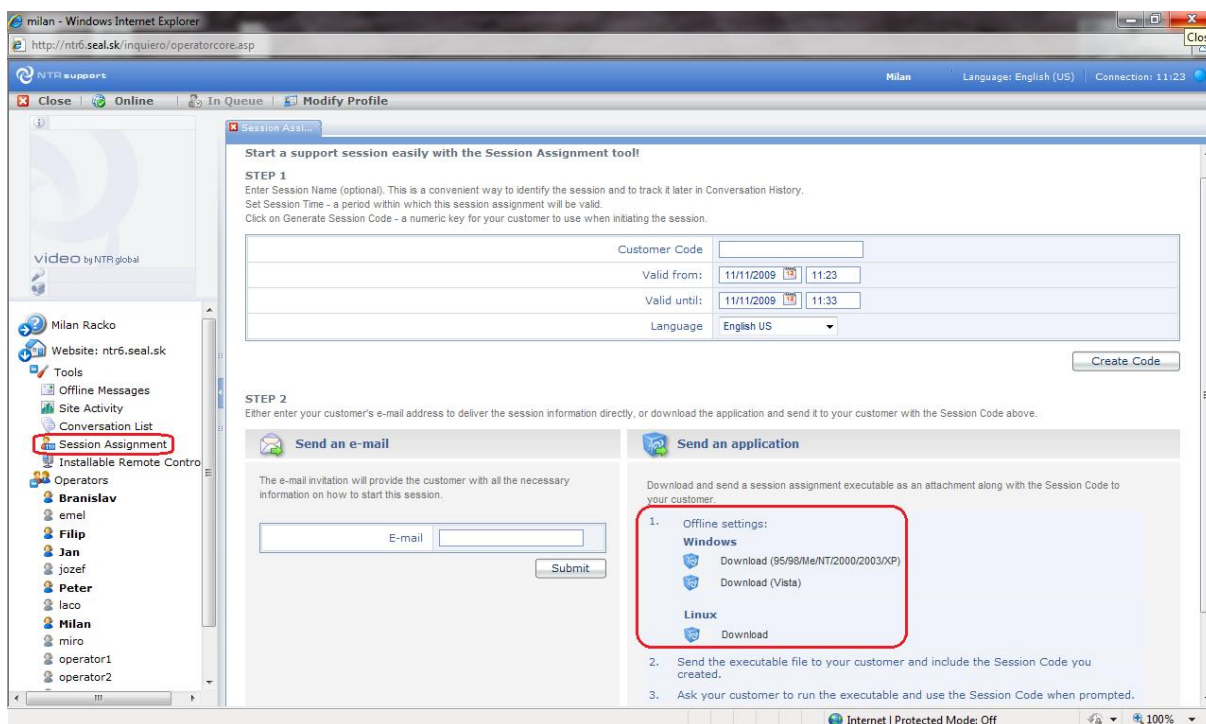 milan - Windows Internet Explorer
Clos
http://ntr6.seal.sk/inquiero/operatorcore.asp
NTRsupport
Milan
Language: English (US)
Connection: 11:23
Close
Online
In Queue
Modify Profile
Session Assi...
video by NTRglobal
Milan Racko
Website: ntr6.seal.sk
Tools
Offline Messages
Site Activity
Conversation List
Session Assignment
Installable Remote Contro
Operators
Branislav
emel
Filip
Jan
jozef
Peter
laco
Milan
miro
operator1
operator2
Start a support session easily with the Session Assignment tool!
STEP 1
Enter Session Name (optional). This is a convenient way to identify the session and to track it later in Conversation History.
Set Session Time - a period within which this session assignment will be valid.
Click on Generate Session Code - a numeric key for your customer to use when initiating the session.
Customer Code
Valid from: 11/11/2009 12 11:23
Valid until: 11/11/2009 12 11:33
Language English US
Create Code
STEP 2
Either enter your customer's e-mail address to deliver the session information directly, or download the application and send it to your customer with the Session Code above.
Send an e-mail
The e-mail invitation will provide the customer with all the necessary
information on how to start this session.
E-mail
Submit
Send an application
Download and send a session assignment executable as an attachment along with the Session Code to
your customer.
1. Offline settings:
Windows
Download (95/98/Me/NT/2000/2003/XP)
Download (Vista)
Linux
Download
2. Send the executable file to your customer and include the Session Code you
created.
3. Ask your customer to run the executable and use the Session Code when prompted.
Internet | Protected Mode: Off
100%